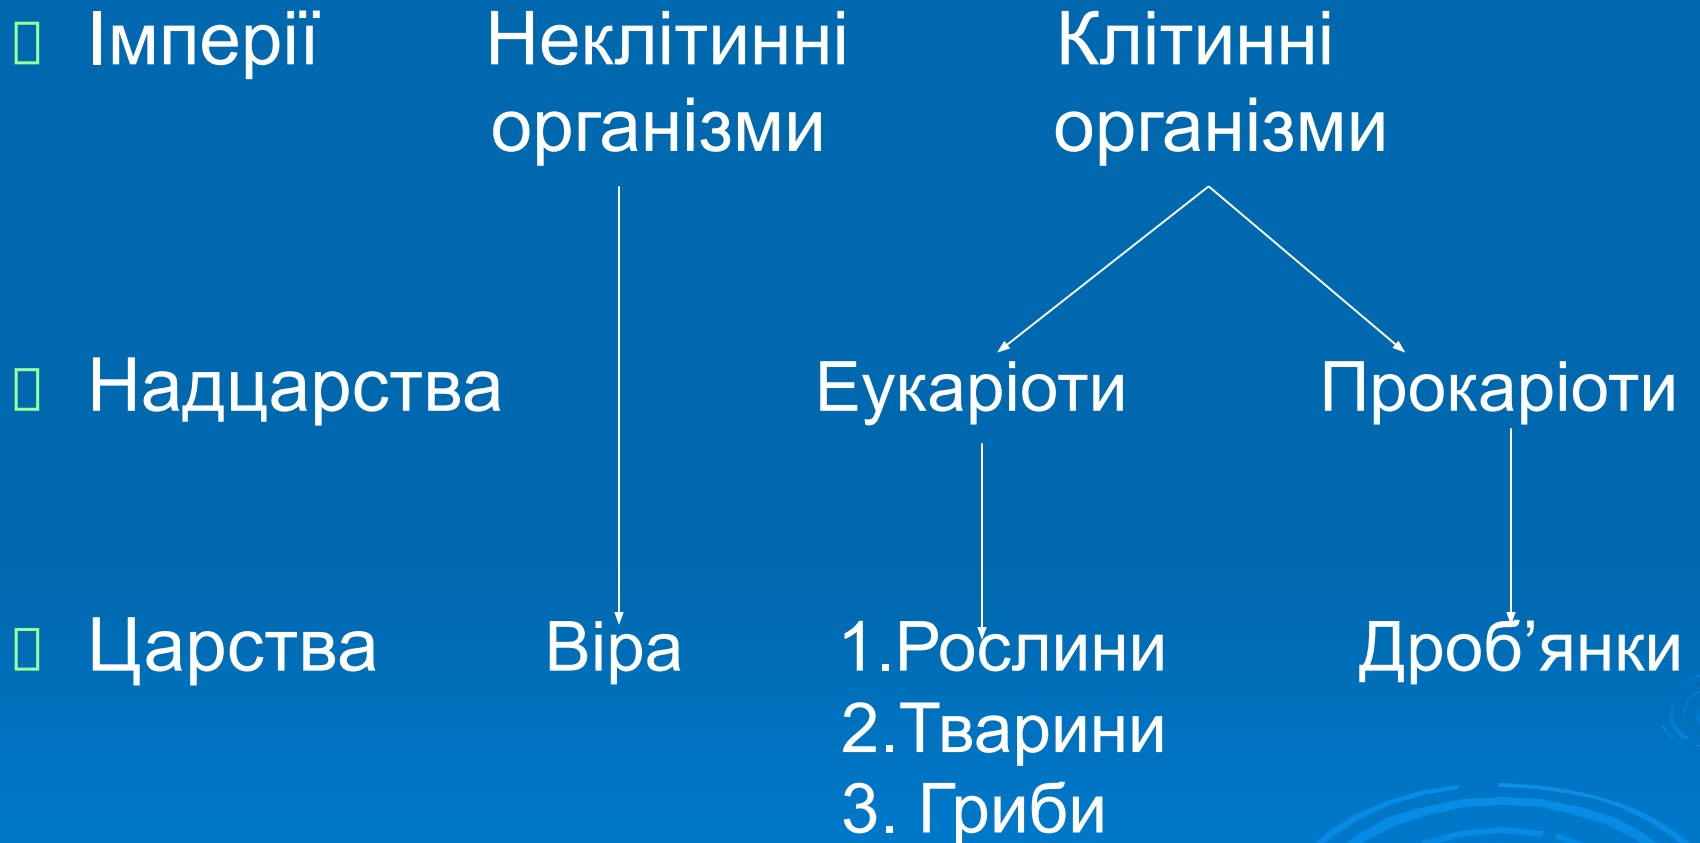 Імперії Неклітинні Клітинні
організми організми
Надцарства Еукаріоти Прокаріоти
Царства Віра 1.Рослини Дроб’янки
2.Тварини
3. Гриби